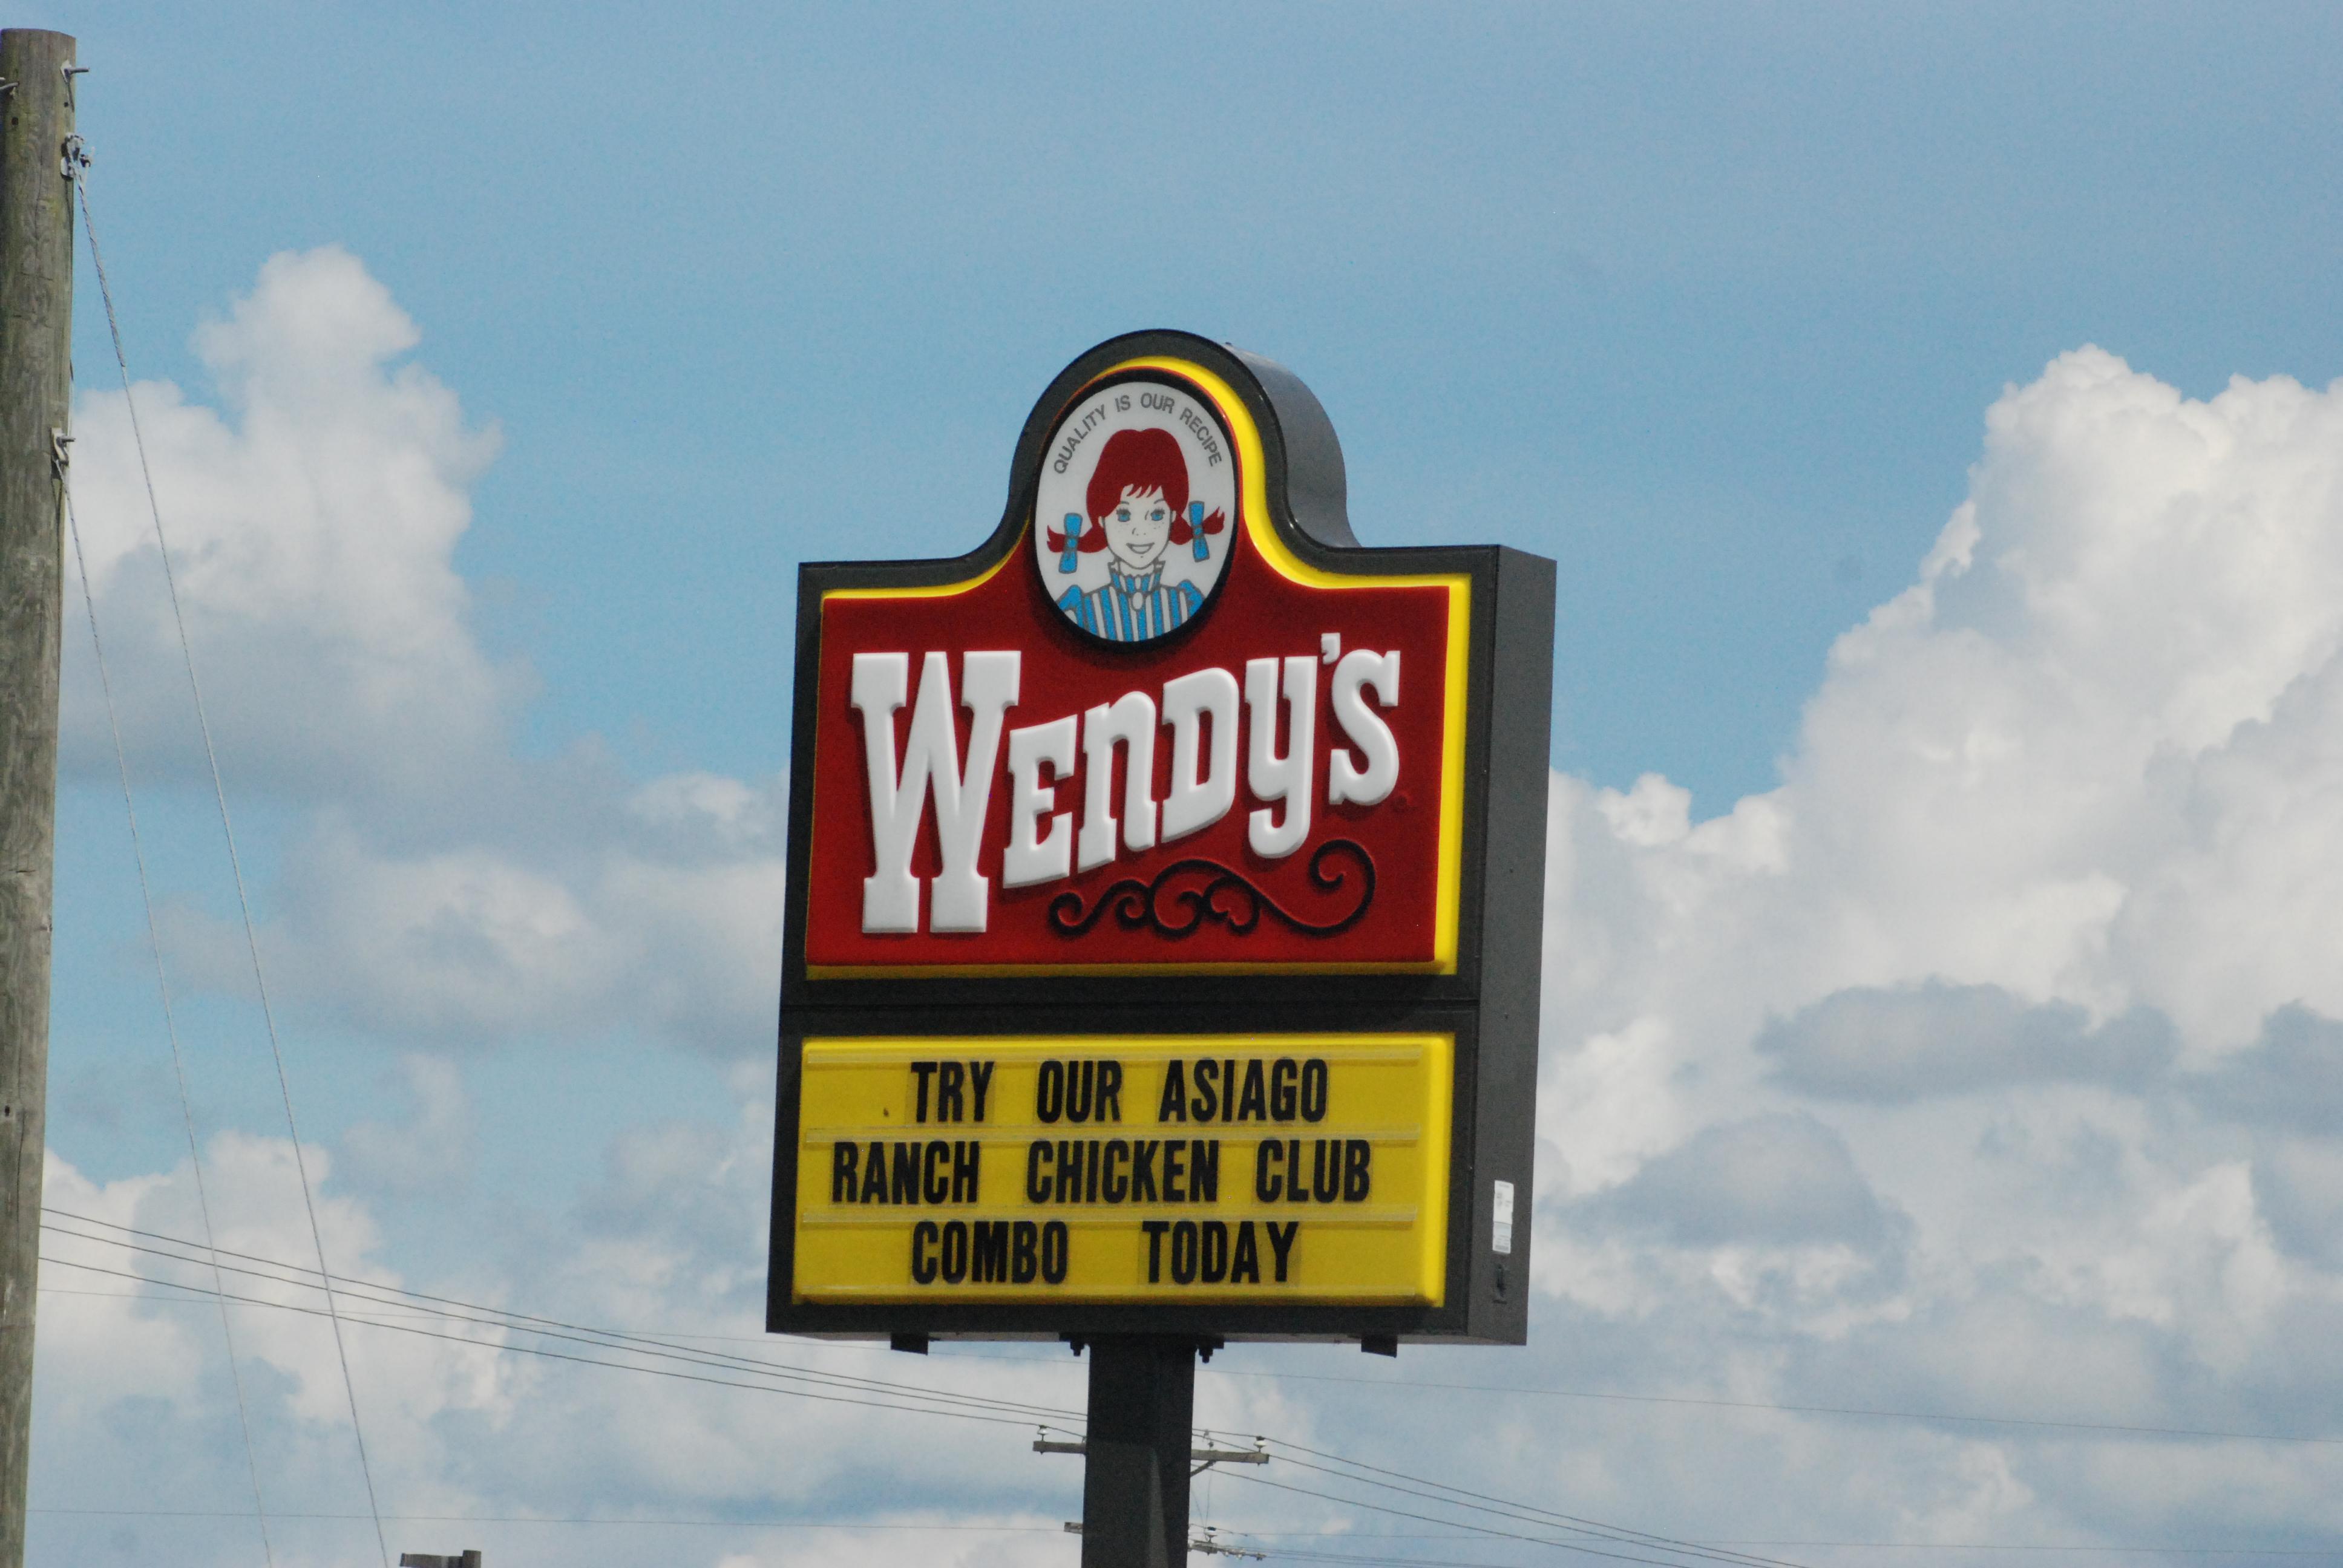 QUALITY IS OUR RECIPE
WENDY'S
TRY OUR ASIAGO
RANCH CHICKEN CLUB
COMBO TODAY